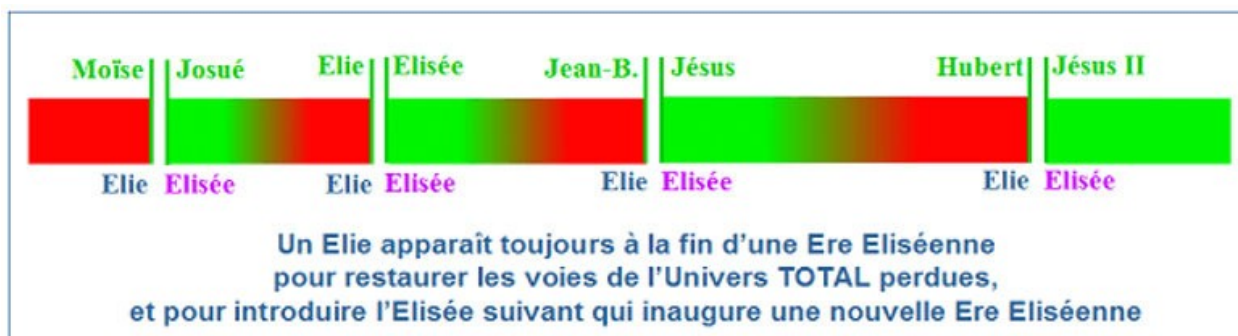 Moïse Josué Elie Elisée Jean-B. Jésus Hubert Jésus II
Elie Elisée Elie Elisée Elie Elisée Elie Elisée
Un Elie apparaît toujours à la fin d'une Ere Eliséenne
pour restaurer les voies de l'Univers TOTAL perdues,
et pour introduire l'Elisée suivant qui inaugure une nouvelle Ere Eliséenne